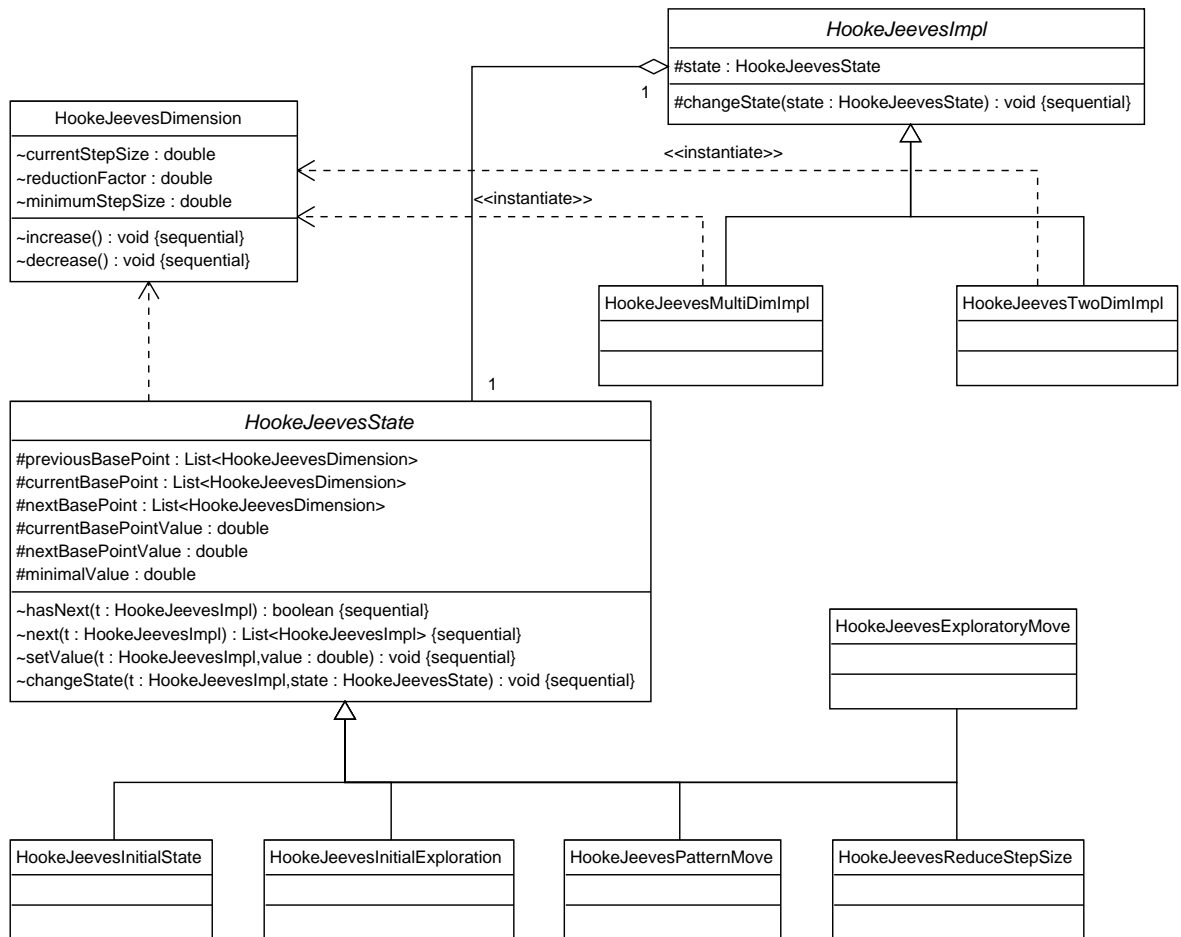 HookeJeevesImpl
#state : HookeJeevesState
1
#changeState(state : HookeJeevesState) : void {sequential}
HookeJeevesDimension
~currentStepSize : double
~reductionFactor : double
~minimumStepSize : double
~increase() : void {sequential}
~decrease() : void {sequential}
<<instantiate>>
<<instantiate>>
HookeJeevesMultiDimImpl
HookeJeevesTwoDimImpl
1
HookeJeevesState
#previousBasePoint : List<HookeJeevesDimension>
#currentBasePoint : List<HookeJeevesDimension>
#nextBasePoint : List<HookeJeevesDimension>
#currentBasePointValue : double
#nextBasePointValue : double
#minimalValue : double
~hasNext(t : HookeJeevesImpl) : boolean {sequential}
~next(t : HookeJeevesImpl) : List<HookeJeevesImpl> {sequential}
~setValue(t : HookeJeevesImpl,value : double) : void {sequential}
~changeState(t : HookeJeevesImpl,state : HookeJeevesState) : void {sequential}
HookeJeevesExploratoryMove
HookeJeevesInitialState
HookeJeevesInitialExploration
HookeJeevesPatternMove
HookeJeevesReduceStepSize